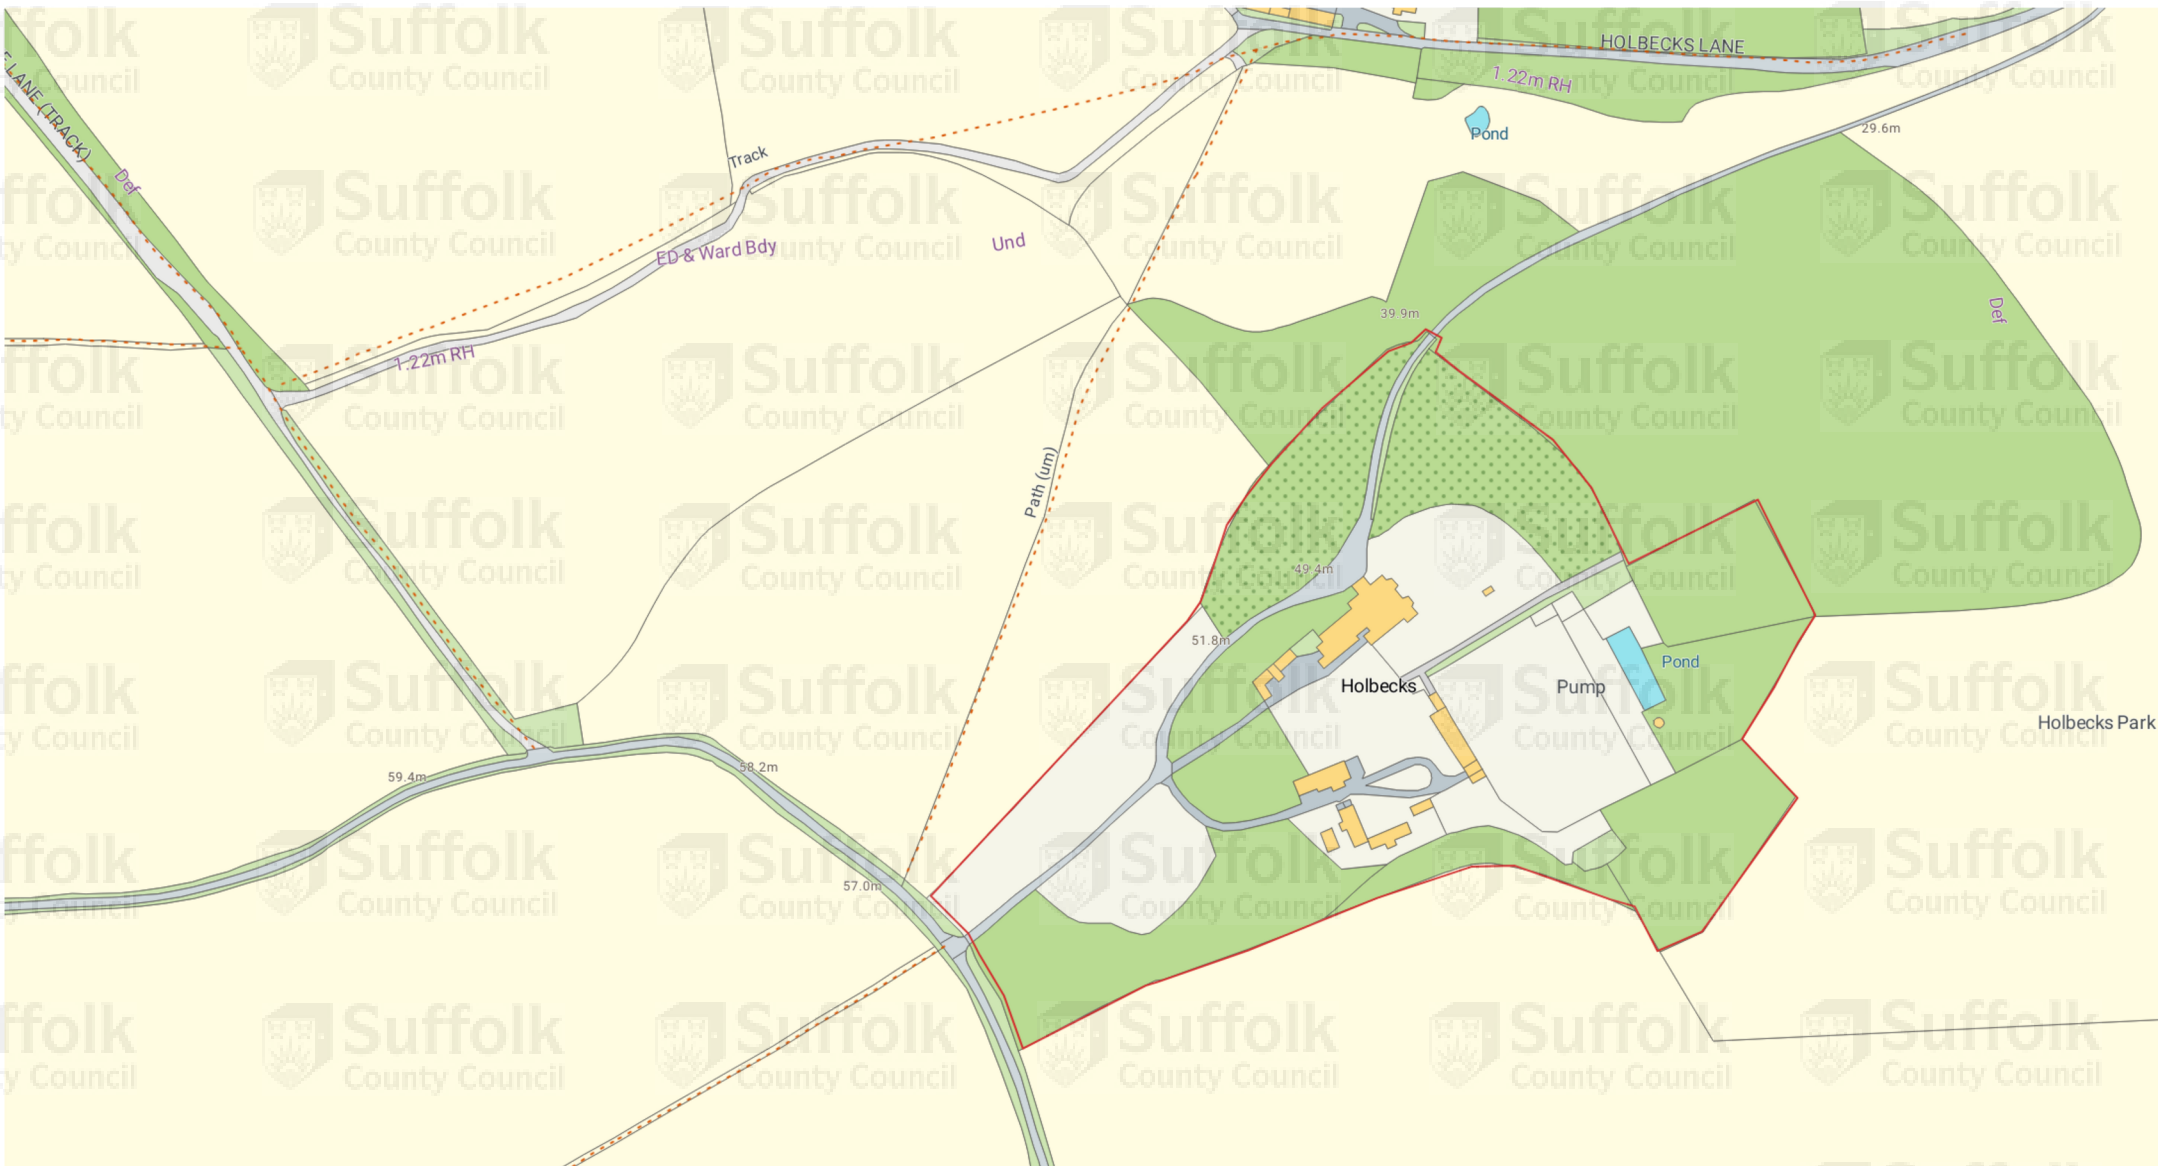 HOLBECKS LANE
1.22m RH
Pond
29.6m
E LANE (TRACK)
Def
Track
ED & Ward Bdy
Und
Def
39.9m
1.22m RH
Path (um)
49.4m
51.8m
Holbecks
Pump
Pond
Holbecks Park
59.4m
58.2m
57.0m
Suffolk
County Council